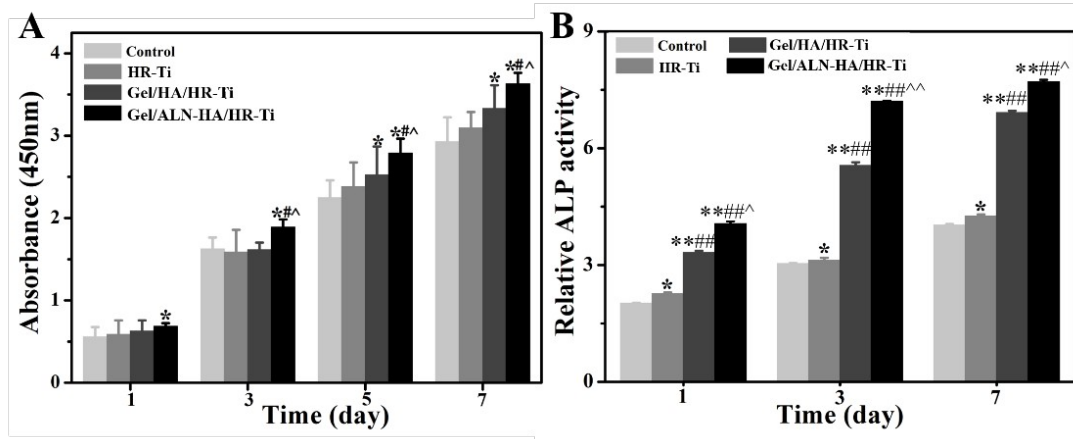 A
Absorbance (450nm)
4
3
2
1
0
Control
HR-Ti
Gel/HA/HR-Ti
Gel/ALN-HA/HR-Ti
*
*#^
*
*#^
*
*#^
1
3
5
7
Time (day)
B
Relative ALP activity
9
6
3
0
Control
HR-Ti
Gel/HA/HR-Ti
Gel/ALN-HA/HR-Ti
*
**##
**##^
*
**##
**##^^
*
**##
**##^
1
3
7
Time (day)